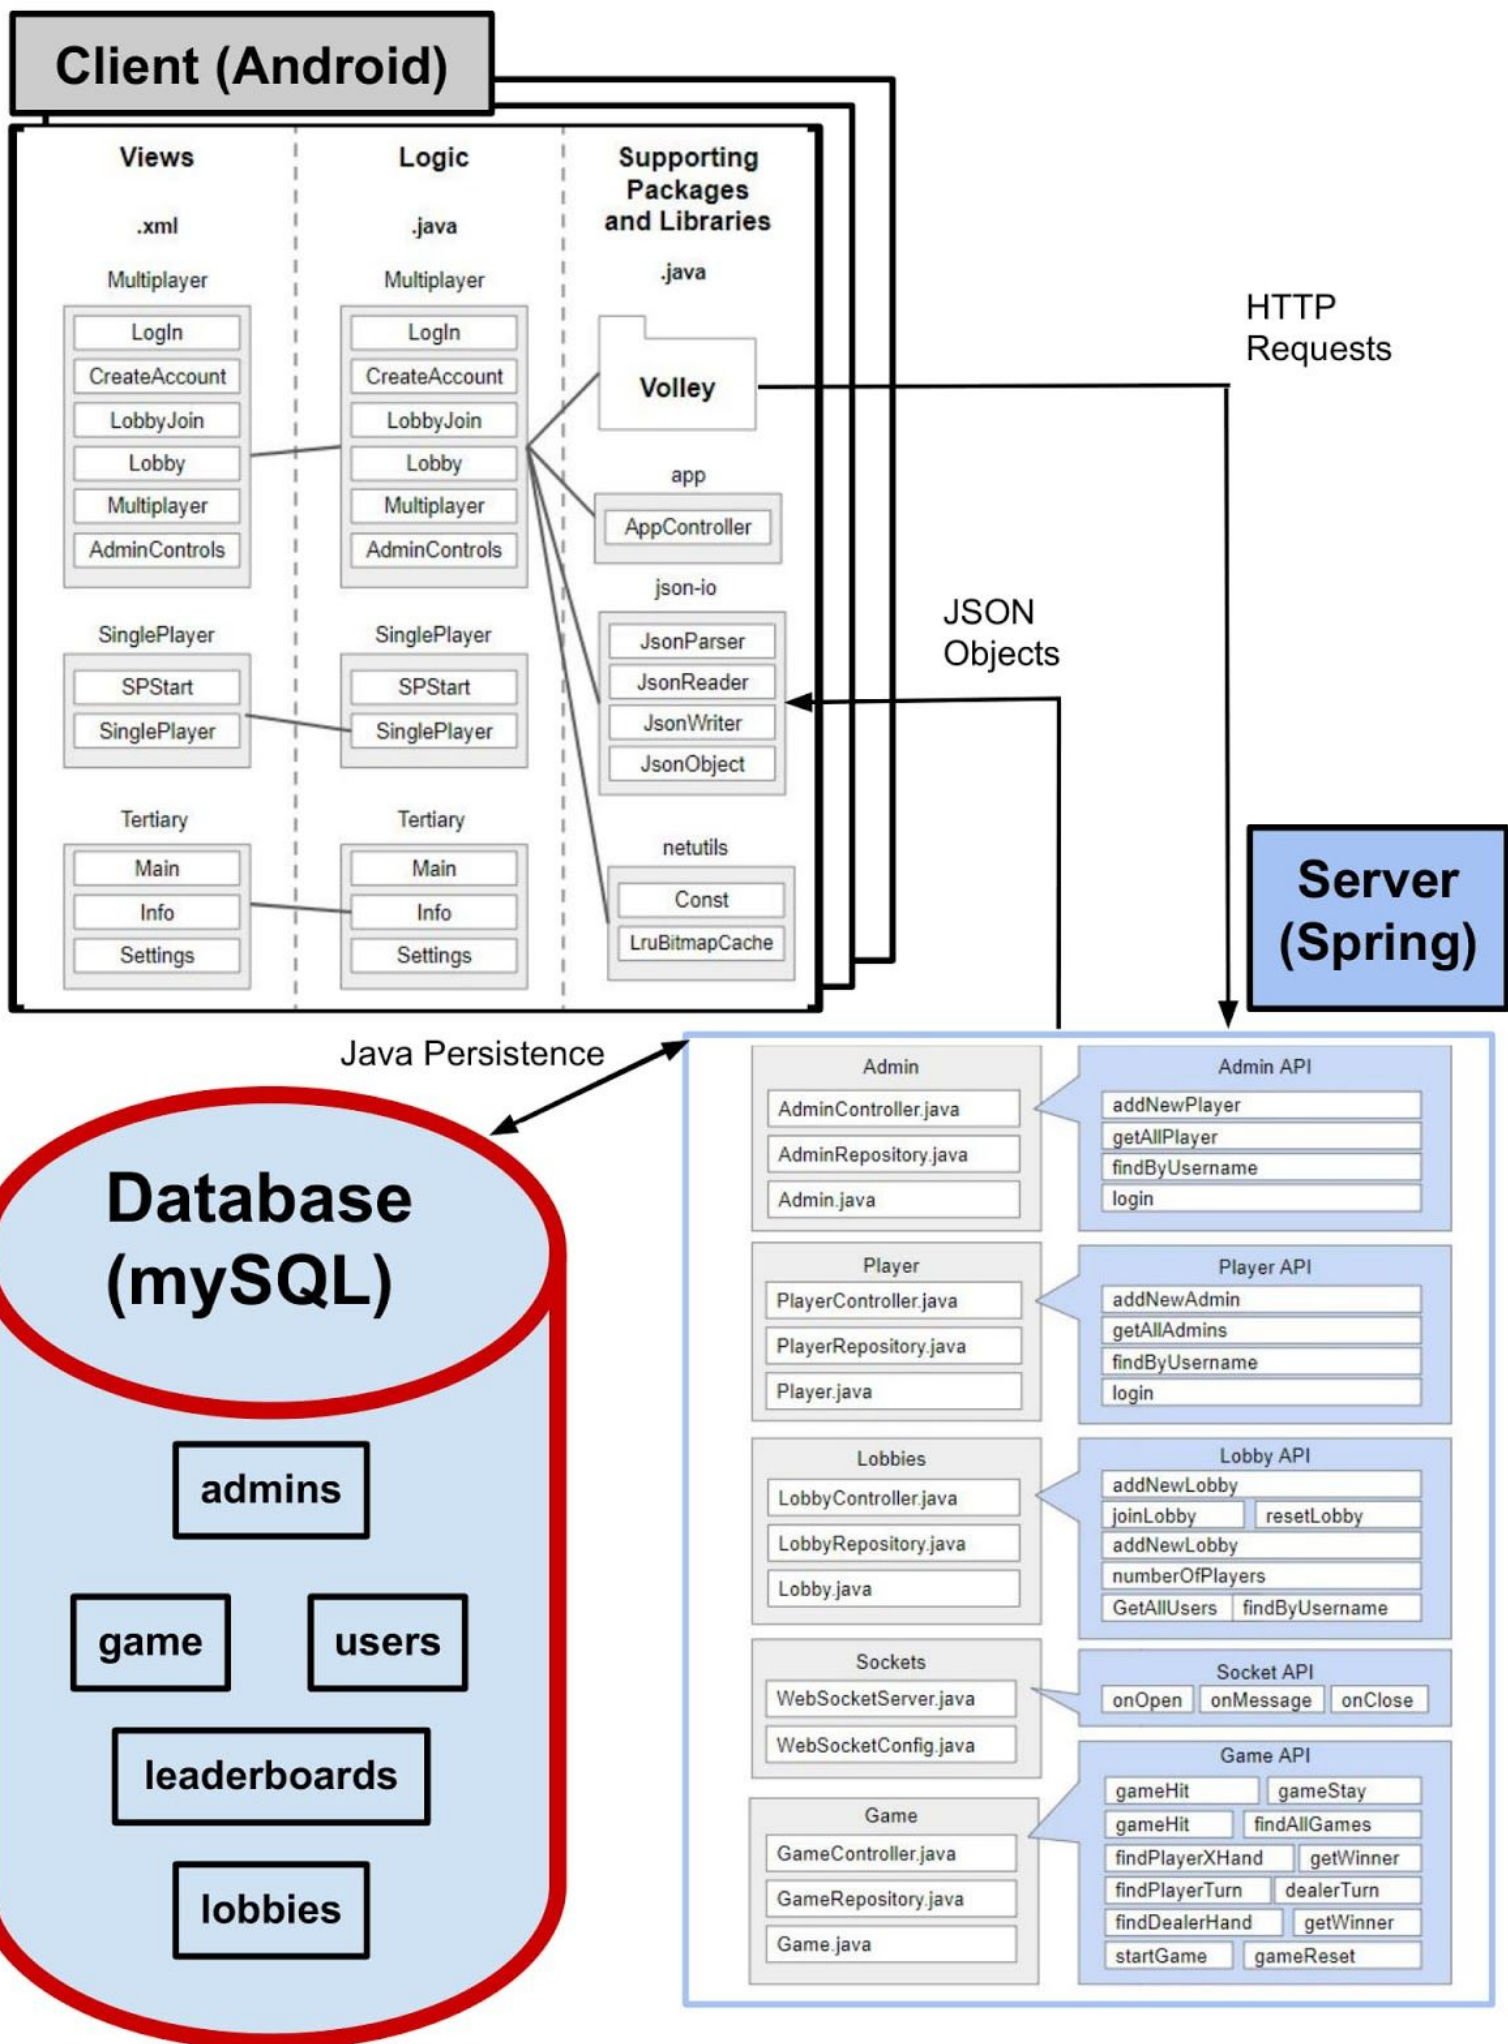 Client (Android)
Views
.xml
Multiplayer
LogIn
CreateAccount
LobbyJoin
Lobby
Multiplayer
AdminControls
SinglePlayer
SPStart
SinglePlayer
Tertiary
Main
Info
Settings
Logic
.java
Multiplayer
LogIn
CreateAccount
LobbyJoin
Lobby
Multiplayer
AdminControls
SinglePlayer
SPStart
SinglePlayer
Tertiary
Main
Info
Settings
Supporting
Packages
and Libraries
.java
Volley
app
AppController
json-io
JsonParser
JsonReader
JsonWriter
JsonObject
netutils
Const
LruBitmapCache
HTTP
Requests
JSON
Objects
Server
(Spring)
Java Persistence
Database
(mySQL)
admins
game
users
leaderboards
lobbies
Admin
AdminController.java
AdminRepository.java
Admin.java
Admin API
addNewPlayer
getAllPlayer
findByUsername
login
Player
PlayerController.java
PlayerRepository.java
Player.java
Player API
addNewAdmin
getAllAdmins
findByUsername
login
Lobbies
LobbyController.java
LobbyRepository.java
Lobby.java
Lobby API
addNewLobby
joinLobby resetLobby
addNewLobby
numberOfPlayers
GetAllUsers findByUsername
Sockets
WebSocketServer.java
WebSocketConfig.java
Socket API
onOpen onMessage onClose
Game
GameController.java
GameRepository.java
Game.java
Game API
gameHit gameStay
gameHit findAllGames
findPlayerXHand getWinner
findPlayerTurn dealerTurn
findDealerHand getWinner
startGame gameReset